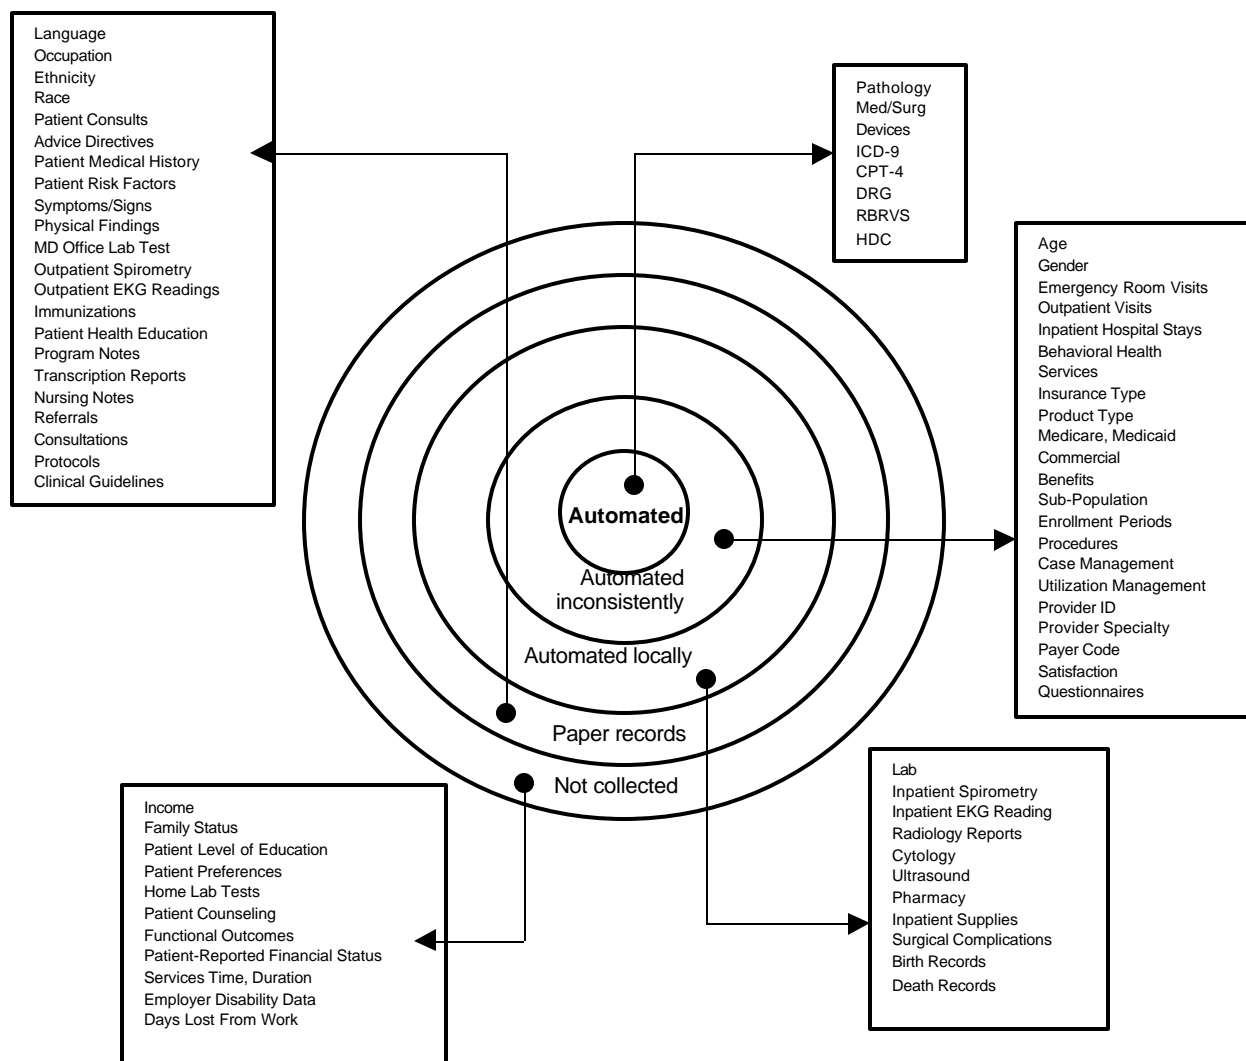 Language
Occupation
Ethnicity
Race
Patient Consults
Advice Directives
Patient Medical History
Patient Risk Factors
Symptoms/Signs
Physical Findings
MD Office Lab Test
Outpatient Spirometry
Outpatient EKG Readings
Immunizations
Patient Health Education
Program Notes
Transcription Reports
Nursing Notes
Referrals
Consultations
Protocols
Clinical Guidelines
Pathology
Med/Surg
Devices
ICD-9
CPT-4
DRG
RBRVS
HDC
Age
Gender
Emergency Room Visits
Outpatient Visits
Inpatient Hospital Stays
Behavioral Health
Services
Insurance Type
Product Type
Medicare, Medicaid
Commercial
Benefits
Sub-Population
Enrollment Periods
Procedures
Case Management
Utilization Management
Provider ID
Provider Specialty
Payer Code
Satisfaction
Questionnaires
Automated
Automated
inconsistently
Automated locally
Paper records
Not collected
Income
Family Status
Patient Level of Education
Patient Preferences
Home Lab Tests
Patient Counseling
Functional Outcomes
Patient-Reported Financial Status
Services Time, Duration
Employer Disability Data
Days Lost From Work
Lab
Inpatient Spirometry
Inpatient EKG Reading
Radiology Reports
Cytology
Ultrasound
Pharmacy
Inpatient Supplies
Surgical Complications
Birth Records
Death Records